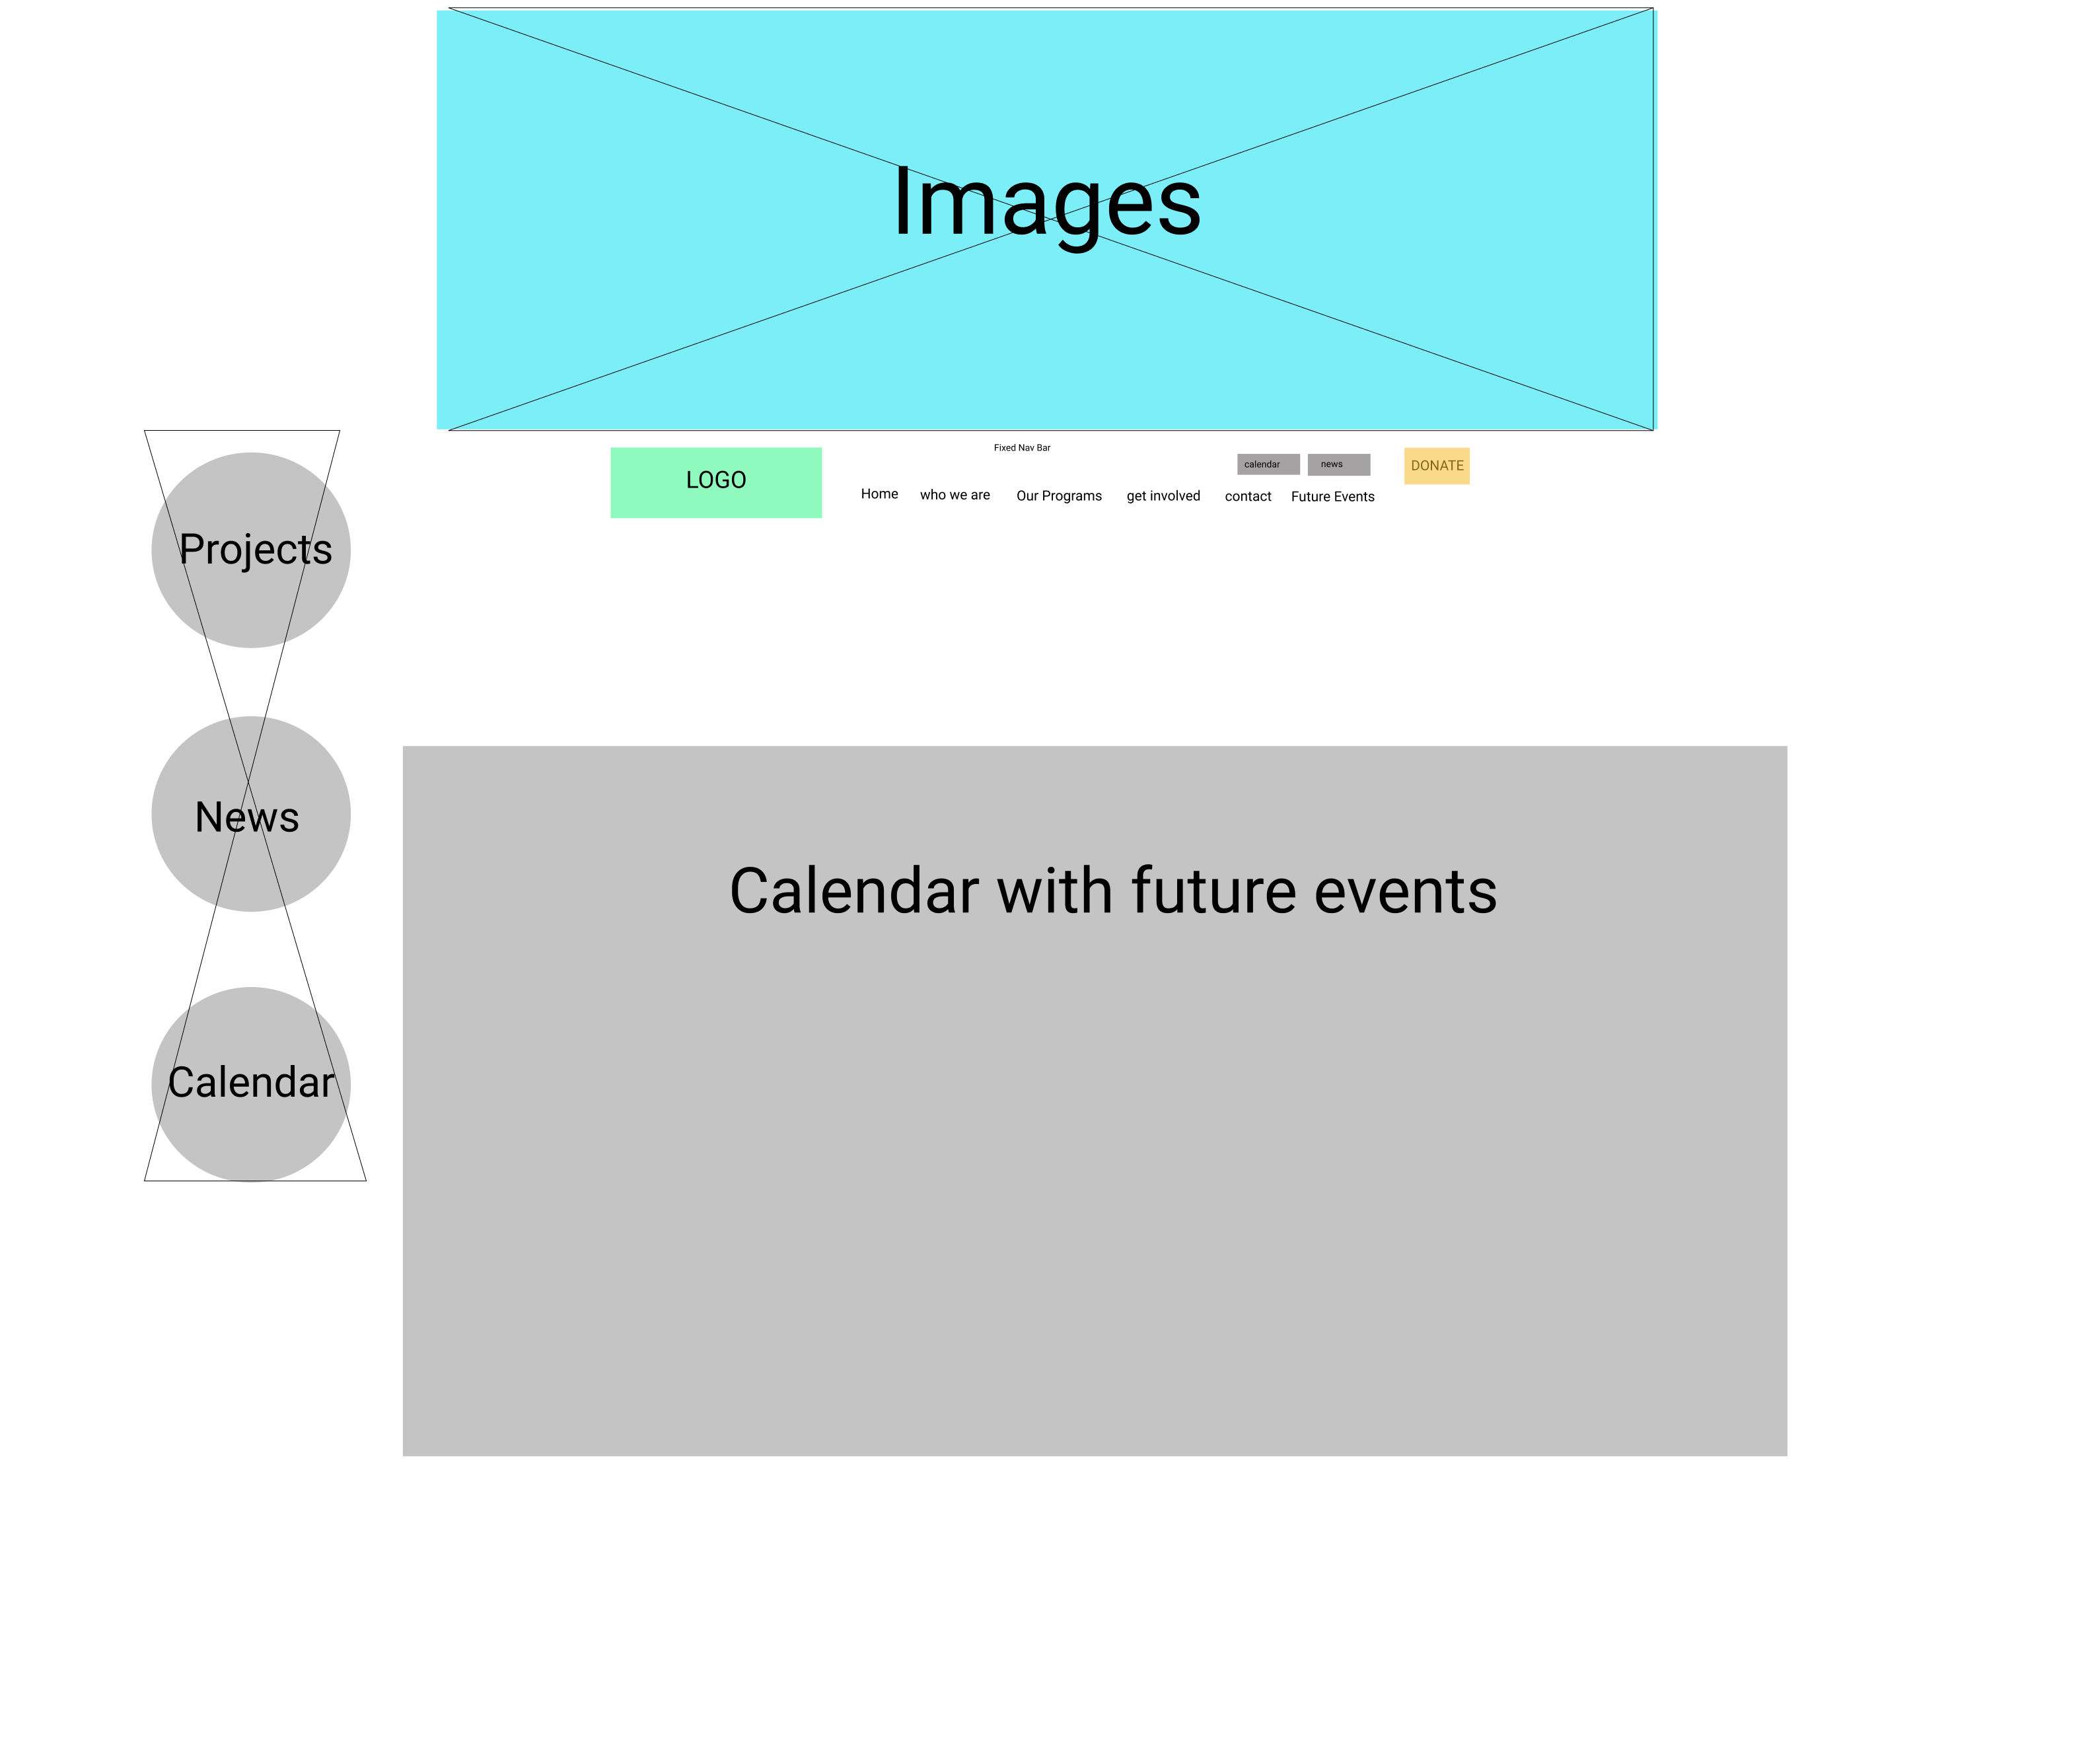 Images
Fixed Nav Bar
LOGO
calendar
news
DONATE
Home
who we are
Our Programs
get involved
contact
Future Events
Projects
News
Calendar with future events
Calendar